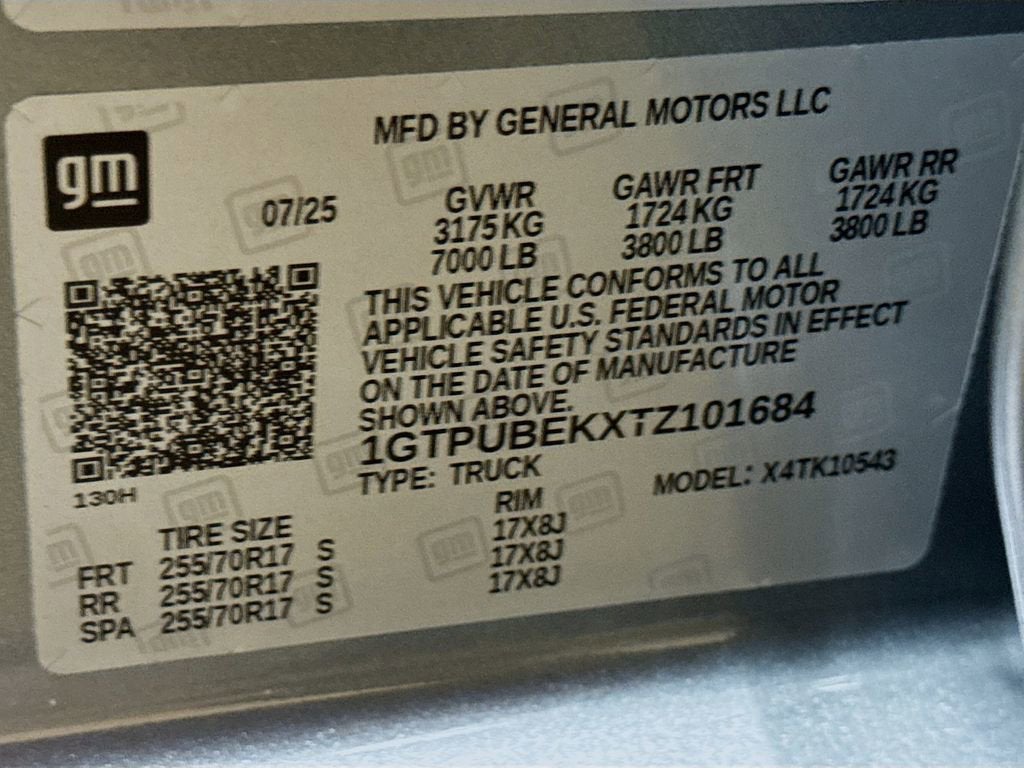 gm
MFD BY GENERAL MOTORS LLC
07/25
GVWR
3175 KG
7000 LB
GAWR FRT
1724 KG
3800 LB
GAWR RR
1724 KG
3800 LB
THIS VEHICLE CONFORMS TO ALL
APPLICABLE U.S. FEDERAL MOTOR
VEHICLE SAFETY STANDARDS IN EFFECT
ON THE DATE OF MANUFACTURE
SHOWN ABOVE.
1GTPUBEKXTZ101684
TYPE: TRUCK
MODEL: X4TK10543
130H
TIRE SIZE RIM
FRT 255/70R17 S 17X8J
RR 255/70R17 S 17X8J
SPA 255/70R17 S 17X8J